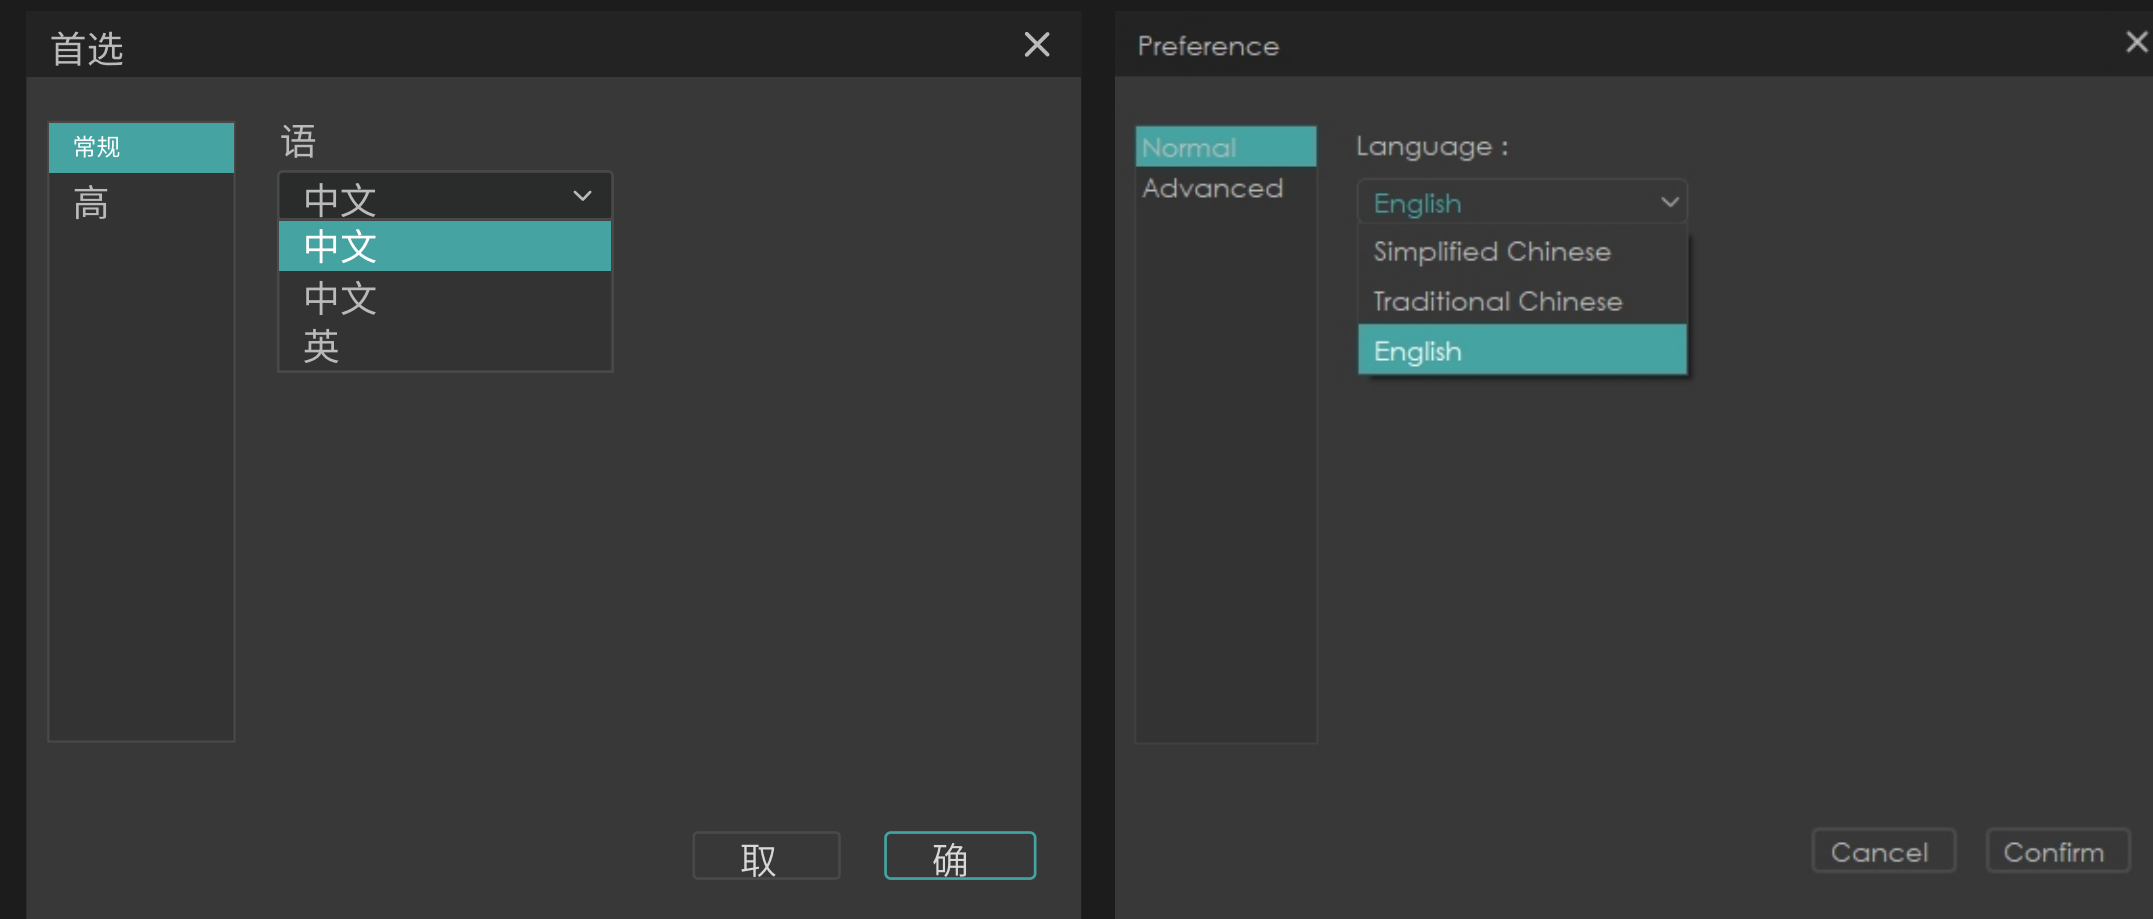 首选
常规
高
语
中文
中文
中文
英
取
确
Preference
Normal
Advanced
Language :
English
Simplified Chinese
Traditional Chinese
English
Cancel
Confirm